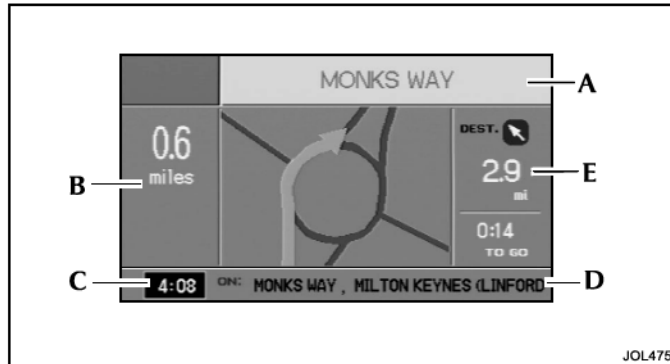 MONKS WAY
A
0.6
miles
B
DEST.
2.9
mi
E
0:14
TO GO
C
4:08
ON: MONKS WAY , MILTON KEYNES (LINFORD
D
JOL475